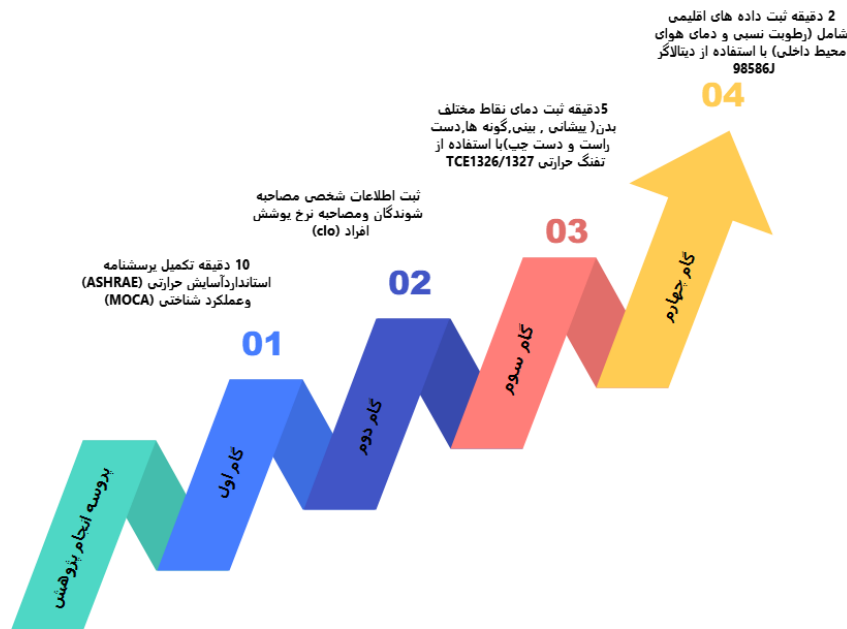 2 دقیقه ثبت داده های اقلیمی
شامل (رطوبت نسبی و دمای هوای
محیط داخلی) با استفاده از دیتالاگر
98586J
04
5دقیقه ثبت دمای نقاط مختلف
بدن( پیشانی , بینی,گونه ها,دست
راست و دست چپ)با استفاده از
تفنگ حرارتی TCE1326/1327
03
ثبت اطلاعات شخصی مصاحبه
شوندگان ومصاحبه نرخ پوشش
افراد (clo)
02
10 دقیقه تکمیل پرسشنامه
استانداردآسایش حرارتی (ASHRAE)
وعملکرد شناختی (MOCA)
01
پروسه انجام پژوهش
گام اول
گام دوم
گام سوم
گام چهارم